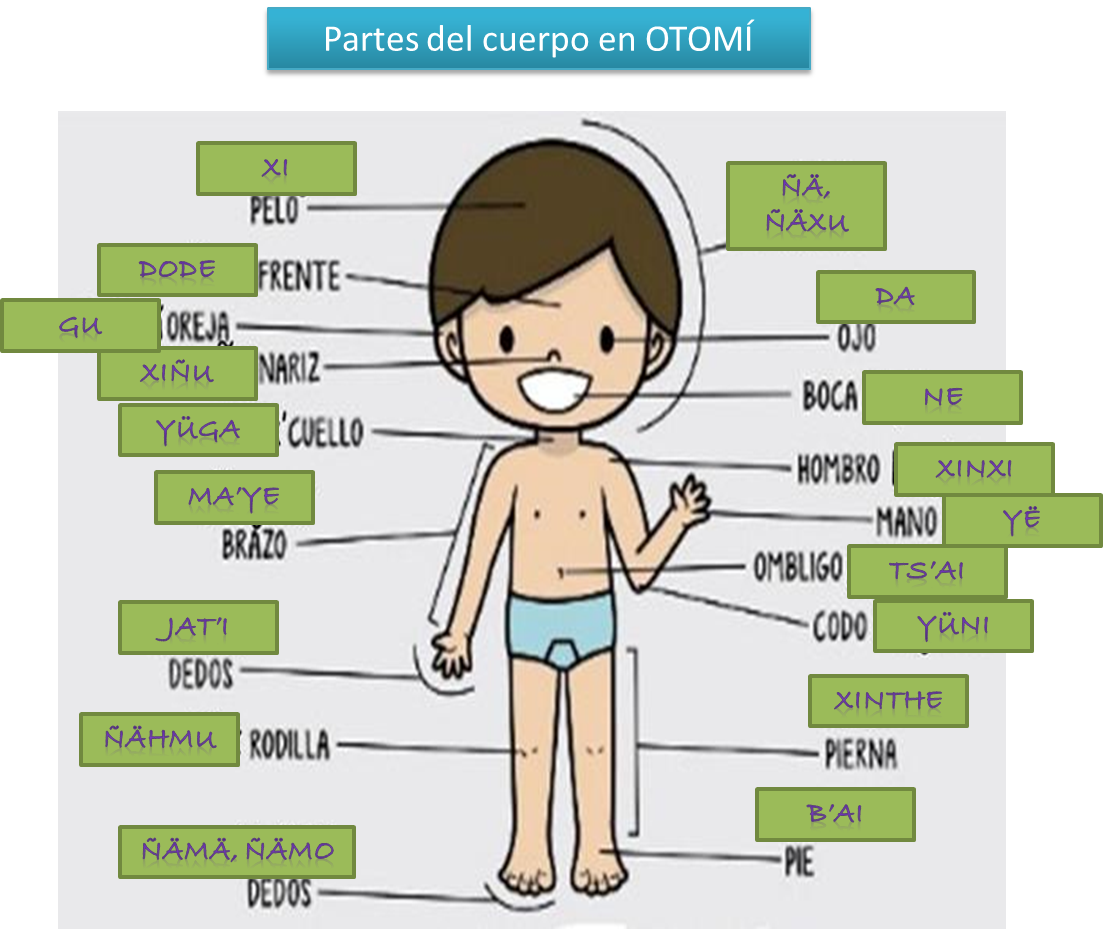 Partes del cuerpo en OTOMÍ
XI
PELO
ÑÄ,
ÑÄXU
DODE
FRENTE
DA
GU
OREJA
OJO
XIÑU
NARIZ
BOCA
NE
YÜGA
CUELLO
HOMBRO
XINXI
MA'YE
BRAZO
MANO
YË
OMBLIGO
TS'AI
JAT'I
DEDOS
CODO
YÜNI
XINTHE
PIERNA
ÑÄHMU
RODILLA
B'AI
PIE
ÑÄMÄ, ÑÄMO
DEDOS